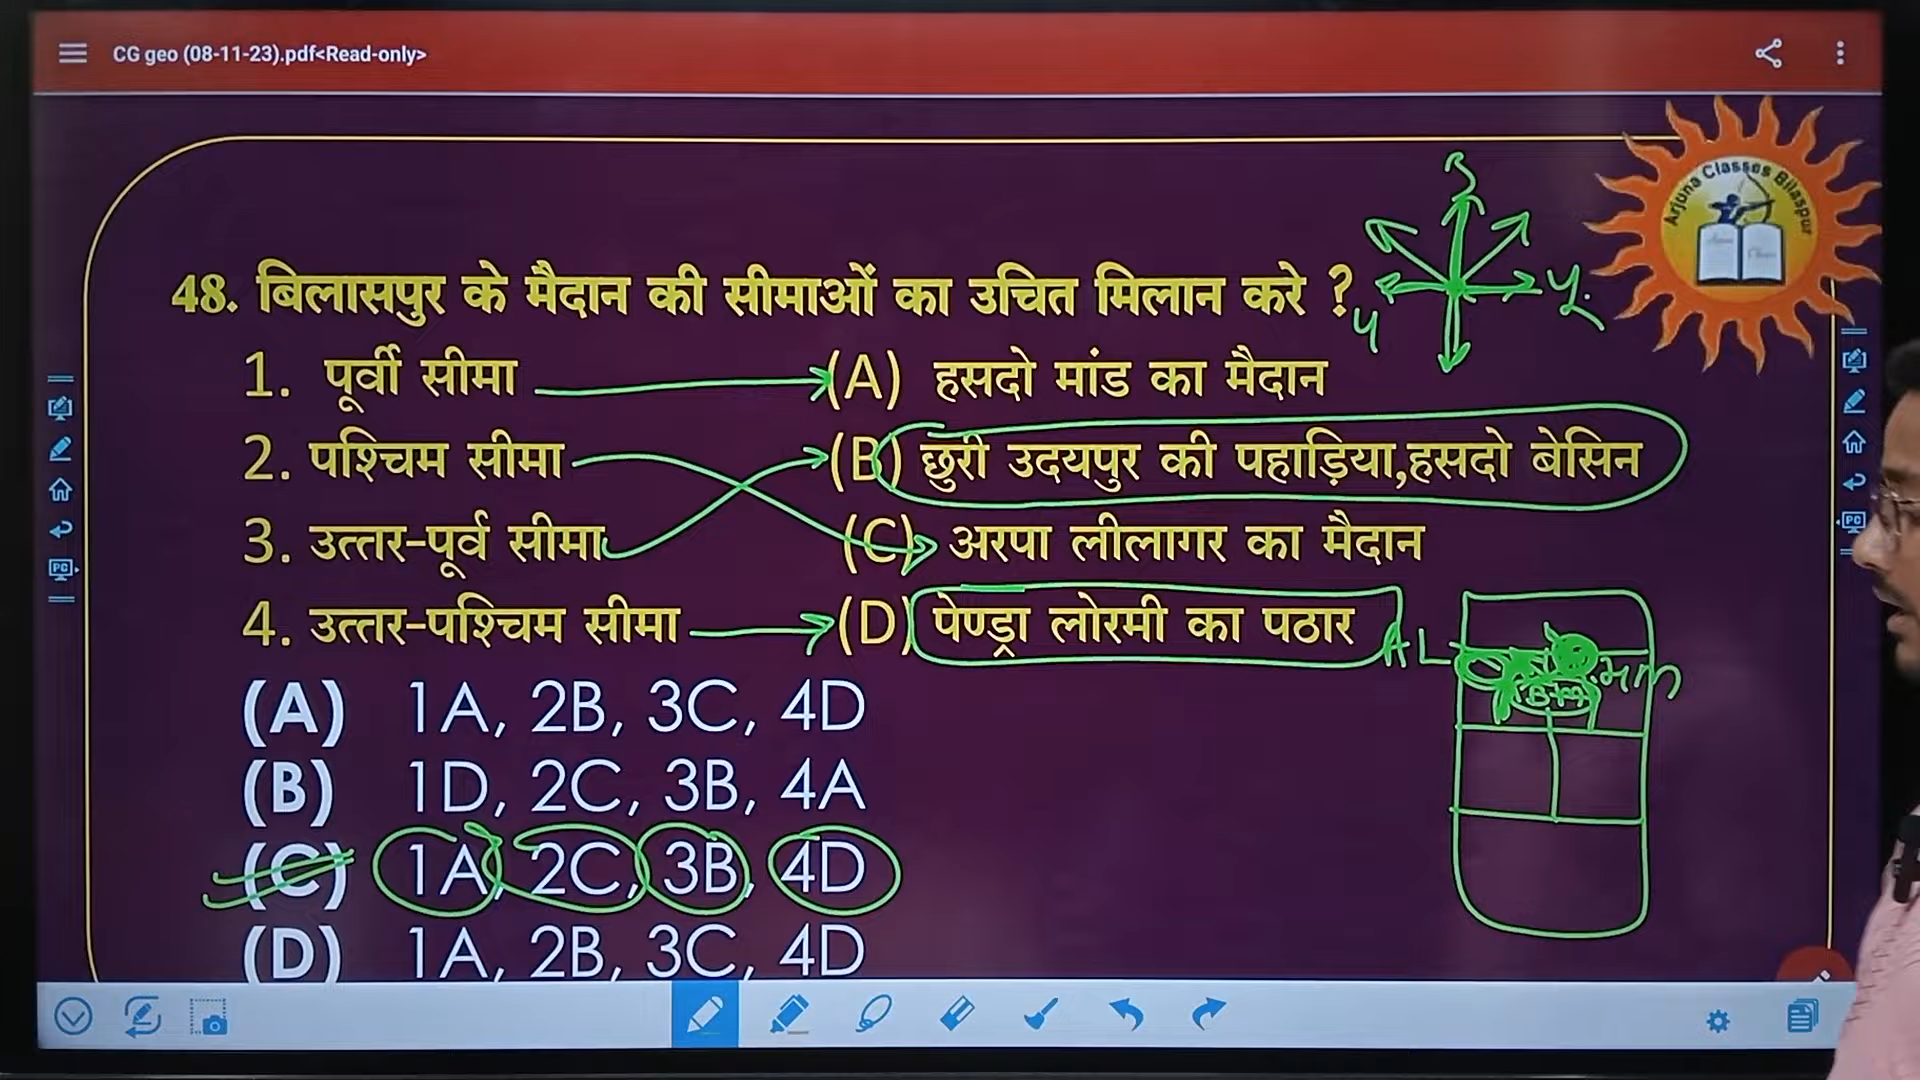 CG geo (08-11-23).pdf<Read-only>
Arjuna Classes Bilaspur
उ
48. बिलासपुर के मैदान की सीमाओं का उचित मिलान करे ?
प
पू.
1. पूर्वी सीमा (A) हसदो मांड का मैदान
2. पश्चिम सीमा (B) छुरी उदयपुर की पहाड़िया,हसदो बेसिन
3. उत्तर-पूर्व सीमा (C) अरपा लीलागर का मैदान
4. उत्तर-पश्चिम सीमा (D) पेण्ड्रा लोरमी का पठार
AL
(A) 1A, 2B, 3C, 4D
(B) 1D, 2C, 3B, 4A
(C) 1A, 2C, 3B, 4D
(D) 1A, 2B, 3C, 4D